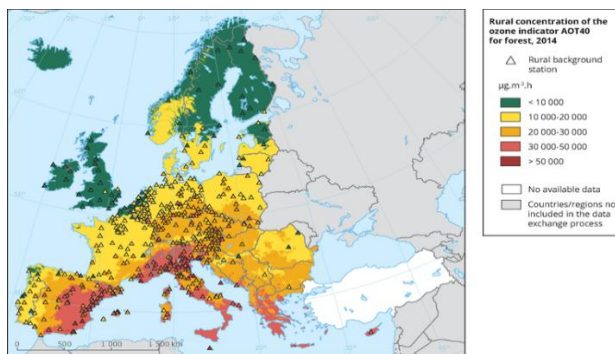 Rural concentration of the
ozone indicator AOT40
for forest, 2014
Rural background
station
µg.m⁻³.h
< 10 000
10 000-20 000
20 000-30 000
30 000-50 000
> 50 000
No available data
Countries/regions no
included in the data
exchange process
0 500 1 000 1 500 km